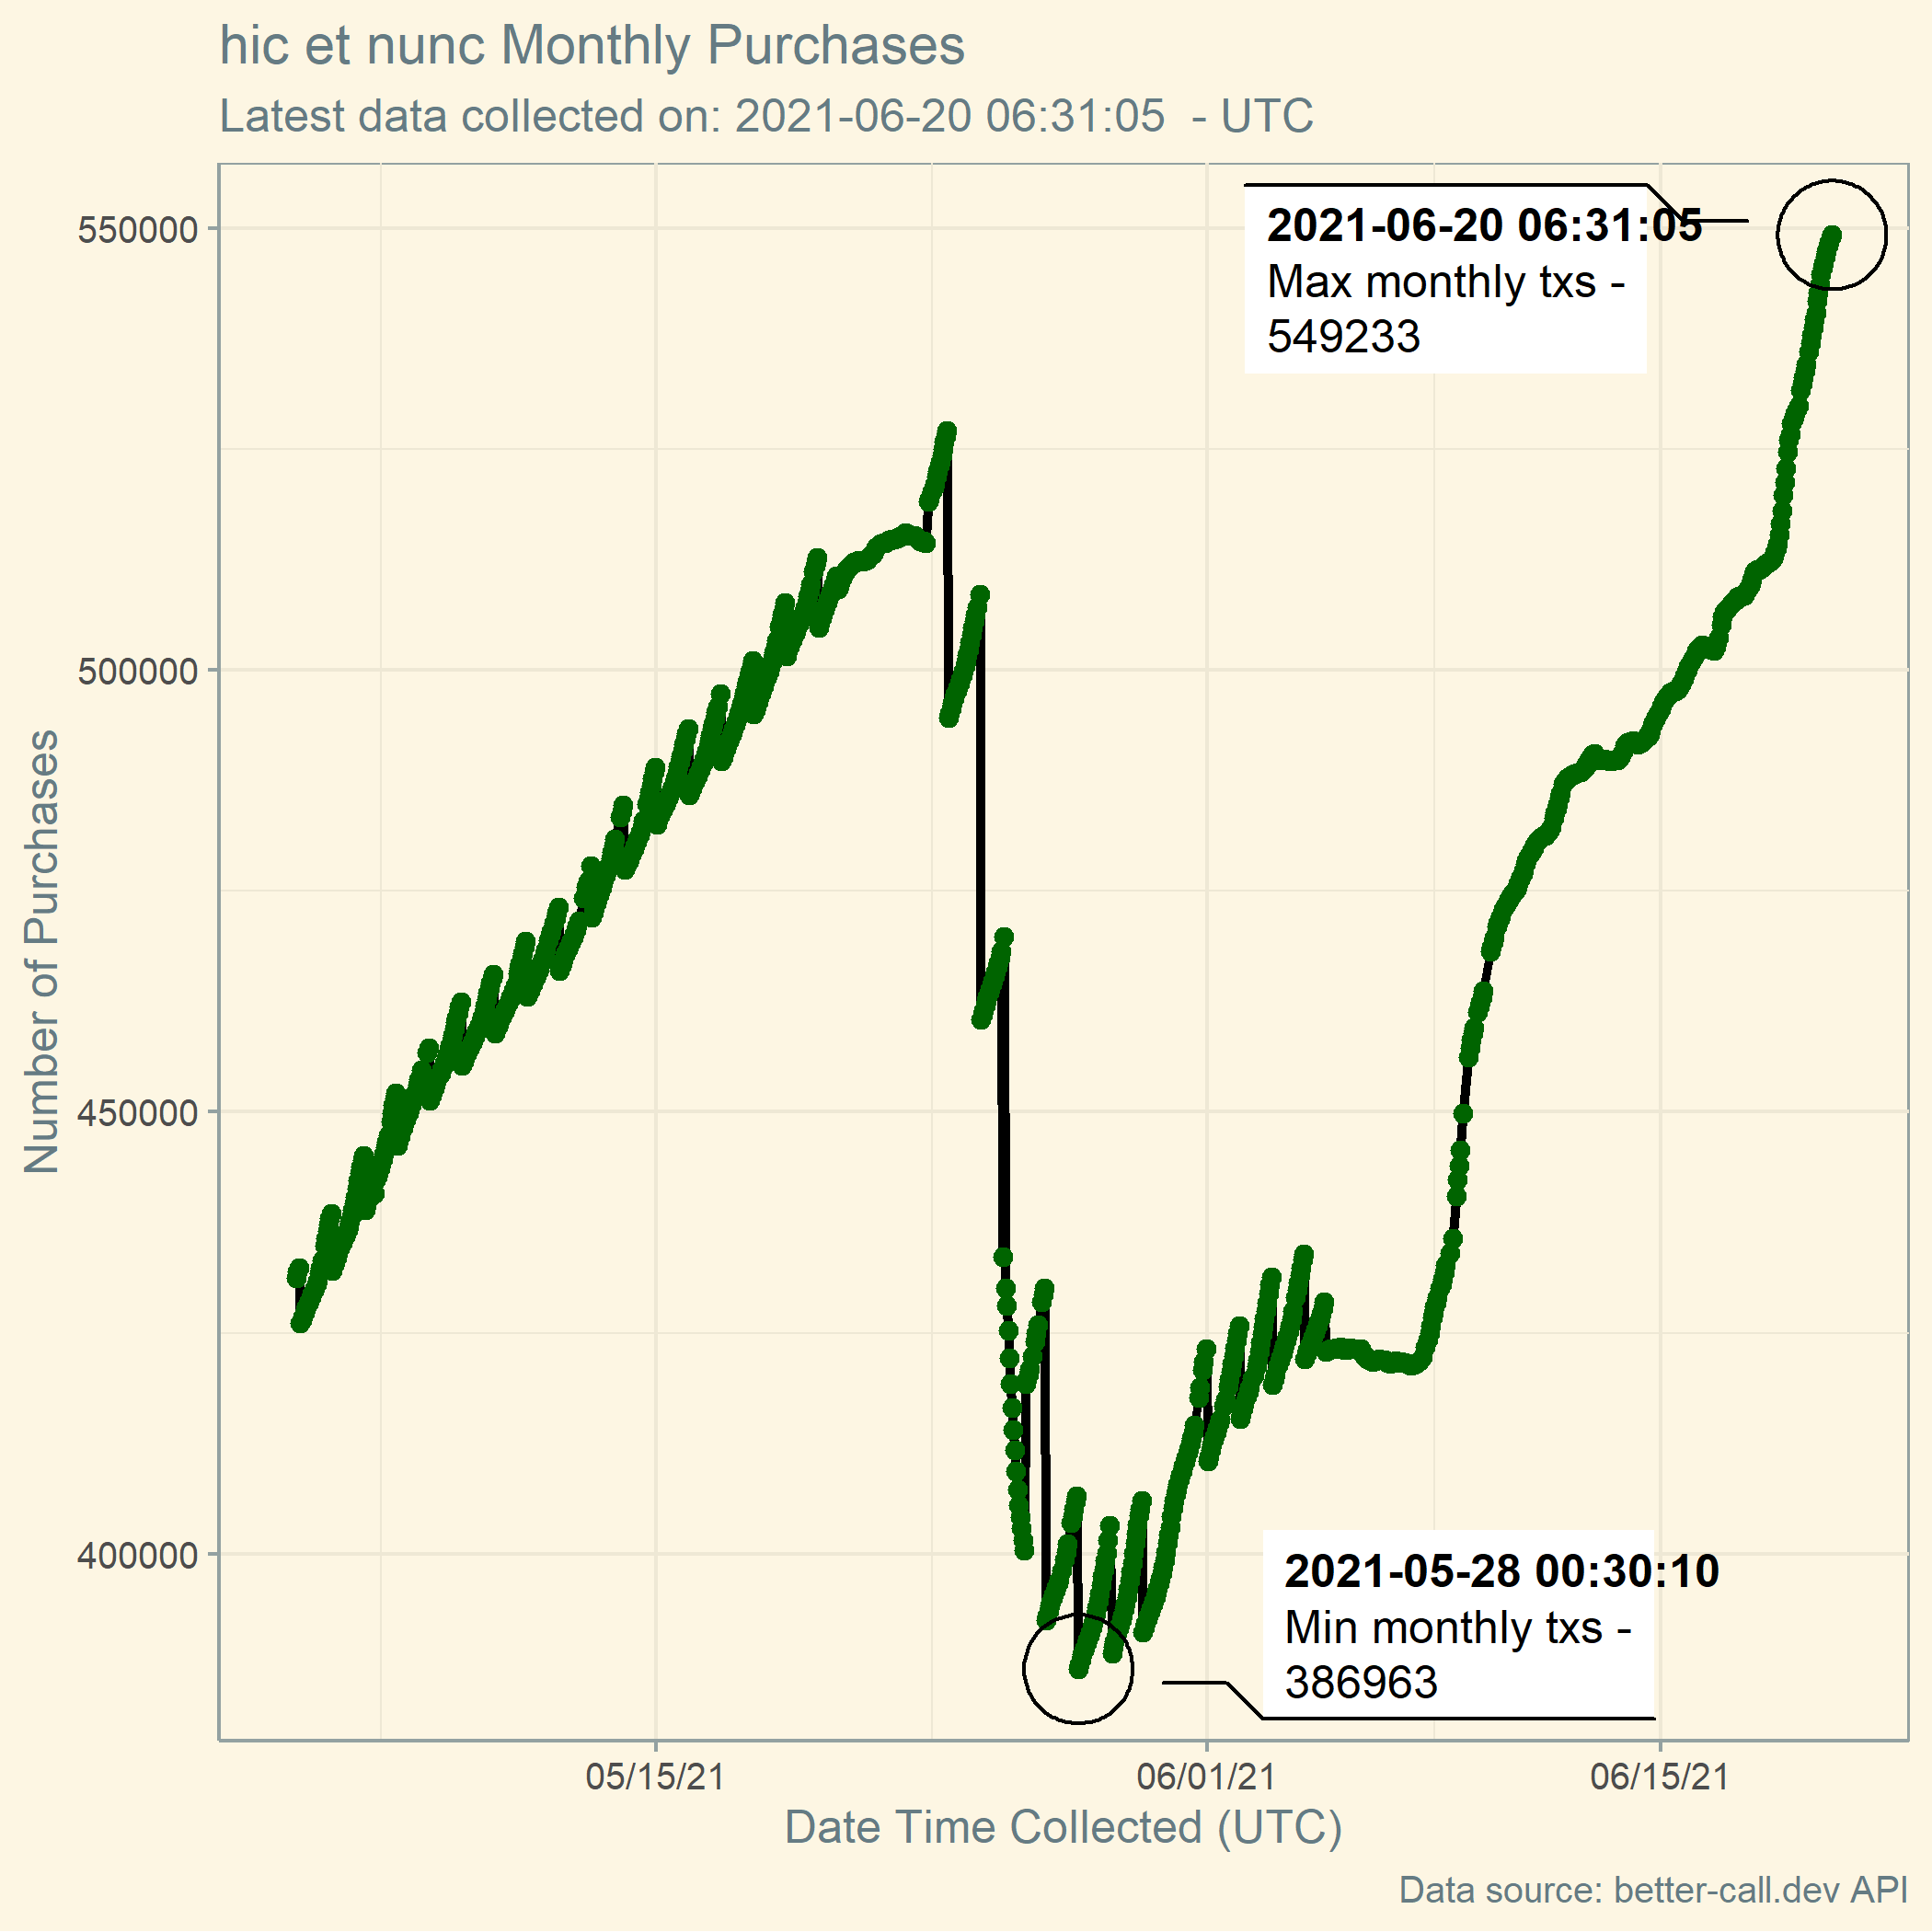 hic et nunc Monthly Purchases
Latest data collected on: 2021-06-20 06:31:05  - UTC
550000
500000
450000
400000
Number of Purchases
2021-06-20 06:31:05
Max monthly txs -
549233
2021-05-28 00:30:10
Min monthly txs -
386963
05/15/21
06/01/21
06/15/21
Date Time Collected (UTC)
Data source: better-call.dev API